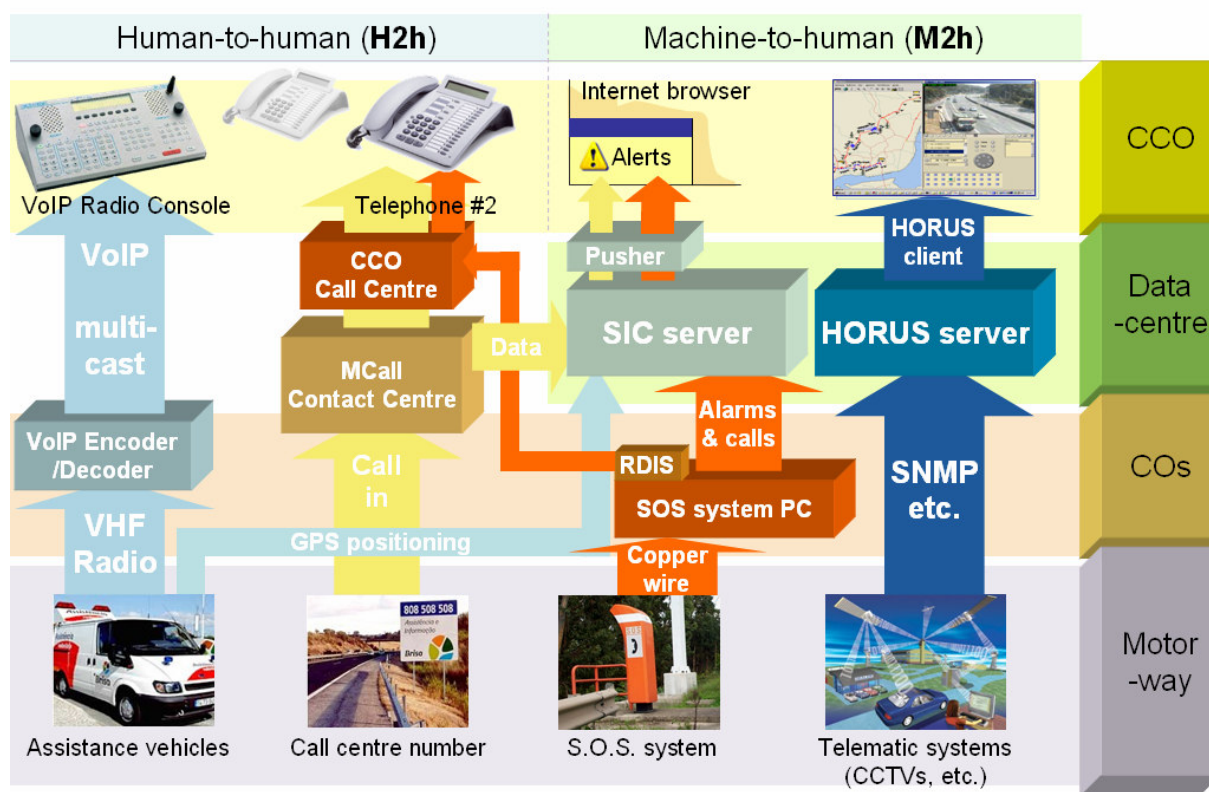 Human-to-human (H2h)
Machine-to-human (M2h)
Internet browser
Alerts
CCO
VoIP Radio Console
Telephone #2
VoIP
multi-
cast
CCO
Call Centre
Pusher
HORUS
client
Data
-centre
SIC server
HORUS server
Data
MCall
Contact Centre
Alarms
& calls
VoIP Encoder
/Decoder
RDIS
SOS system PC
SNMP
etc.
COs
Call
in
VHF
Radio
GPS positioning
Copper
wire
808 508 508
Assistência e
Informação
Brisa
S.O.S.
Motor
-way
Assistance vehicles
Call centre number
S.O.S. system
Telematic systems
(CCTVs, etc.)